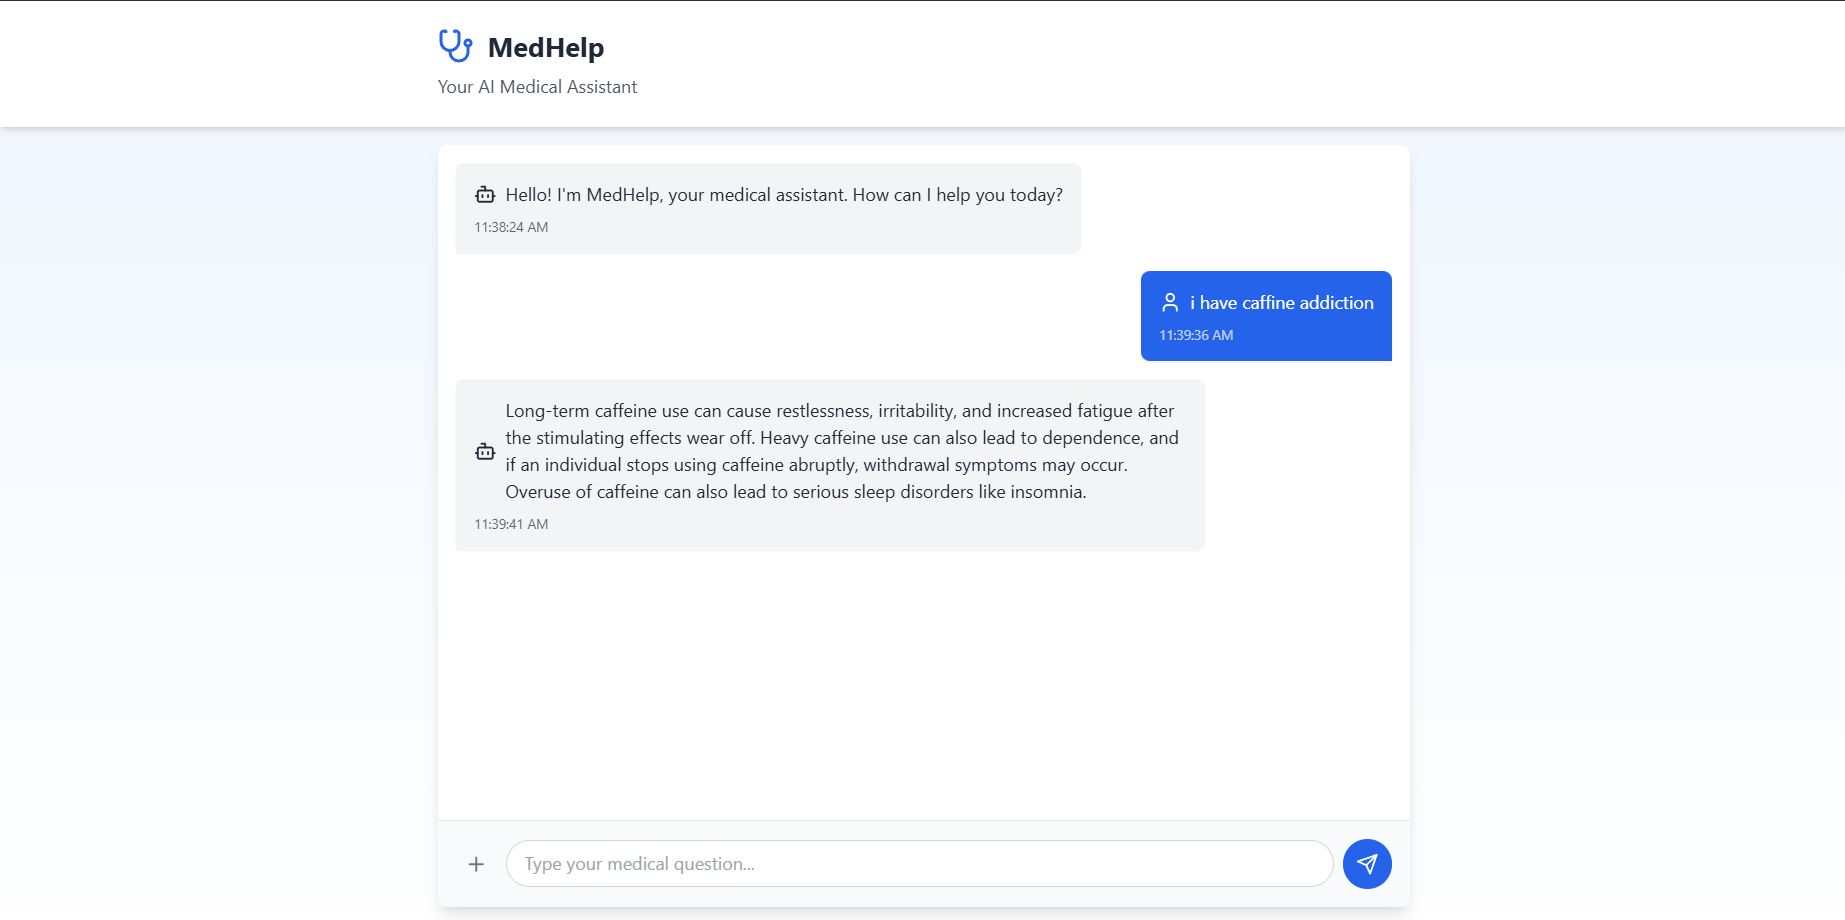 MedHelp
Your AI Medical Assistant
Hello! I'm MedHelp, your medical assistant. How can I help you today?
11:38:24 AM
i have caffine addiction
11:39:36 AM
Long-term caffeine use can cause restlessness, irritability, and increased fatigue after
the stimulating effects wear off. Heavy caffeine use can also lead to dependence, and
if an individual stops using caffeine abruptly, withdrawal symptoms may occur.
Overuse of caffeine can also lead to serious sleep disorders like insomnia.
11:39:41 AM
Type your medical question...